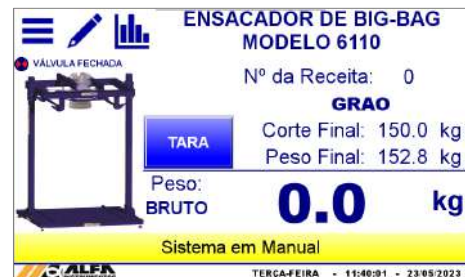 ENSACADOR DE BIG-BAG
MODELO 6110
VÁLVULA FECHADA
Nº da Receita: 0
GRAO
TARA
Corte Final: 150.0 kg
Peso Final: 152.8 kg
Peso:
BRUTO
0.0 kg
Sistema em Manual
ALFA
TERCA-FEIRA - 11:40:01 - 23/05/2023